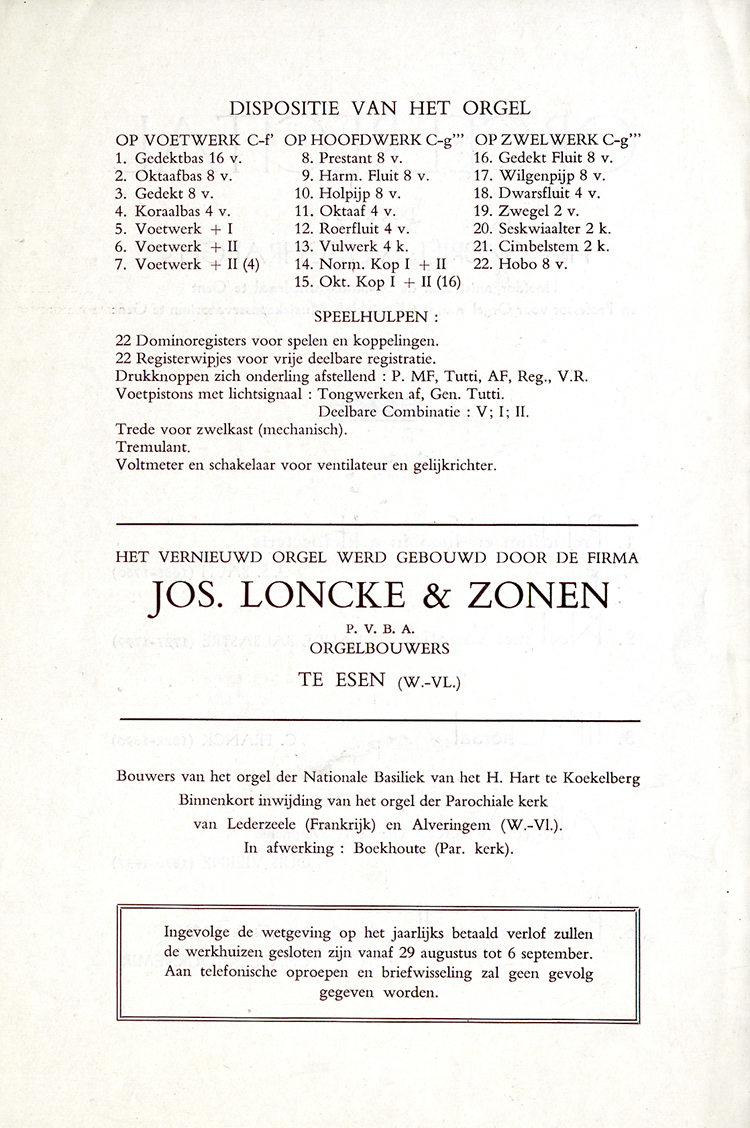 DISPOSITIE VAN HET ORGEL
OP VOETWERK C-f'
1. Gedektbas 16 v.
2. Oktaafbas 8 v.
3. Gedekt 8 v.
4. Koraalbas 4 v.
5. Voetwerk + I
6. Voetwerk + II
7. Voetwerk + II (4)
OP HOOFDWERK C-g'''
8. Prestant 8 v.
9. Harm. Fluit 8 v.
10. Holpijp 8 v.
11. Oktaaf 4 v.
12. Roerfluit 4 v.
13. Vulwerk 4 k.
14. Norm. Kop I + II
15. Okt. Kop I + II (16)
OP ZWELWERK C-g'''
16. Gedekt Fluit 8 v.
17. Wilgenpijp 8 v.
18. Dwarsfluit 4 v.
19. Zwegel 2 v.
20. Seskwiaalter 2 k.
21. Cimbelstem 2 k.
22. Hobo 8 v.
SPEELHULPEN :
22 Dominoregisters voor spelen en koppelingen.
22 Registerwipjes voor vrije deelbare registratie.
Drukknoppen zich onderling afstellend : P. MF, Tutti, AF, Reg., V.R.
Voetpistons met lichtsignaal : Tongwerken af, Gen. Tutti.
Deelbare Combinatie : V; I; II.
Trede voor zwelkast (mechanisch).
Tremulant.
Voltmeter en schakelaar voor ventilateur en gelijkrichter.
HET VERNIEUWD ORGEL WERD GEBOUWD DOOR DE FIRMA
JOS. LONCKE & ZONEN
P. V. B. A.
ORGELBOUWERS
TE ESEN (W.-VL.)
Bouwers van het orgel der Nationale Basiliek van het H. Hart te Koekelberg
Binnenkort inwijding van het orgel der Parochiale kerk
van Lederzeele (Frankrijk) en Alveringem (W.-Vl.).
In afwerking : Boekhoute (Par. kerk).
Ingevolge de wetgeving op het jaarlijks betaald verlof zullen
de werkhuizen gesloten zijn vanaf 29 augustus tot 6 september.
Aan telefonische oproepen en briefwisseling zal geen gevolg
gegeven worden.